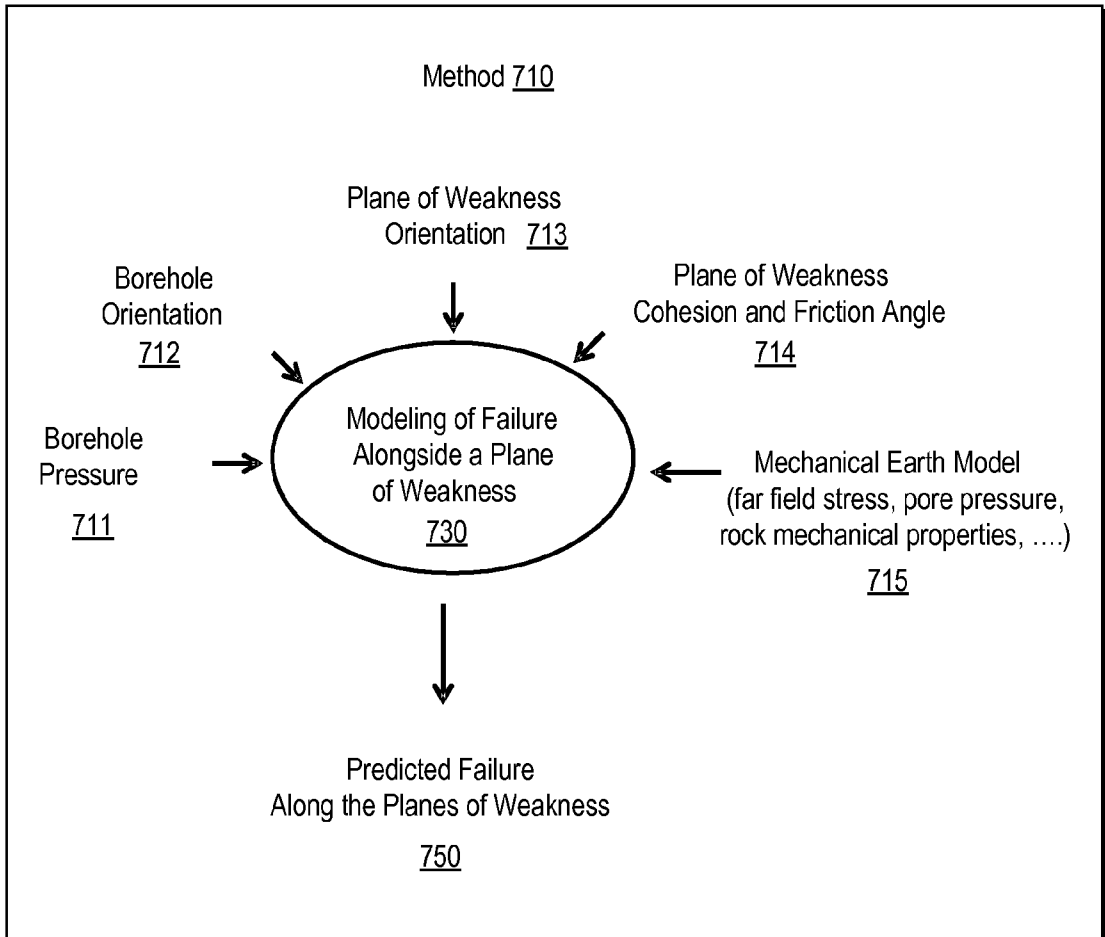 Method 710
Plane of Weakness
Orientation 713
Borehole
Orientation
712
Plane of Weakness
Cohesion and Friction Angle
714
Borehole
Pressure
711
Modeling of Failure
Alongside a Plane
of Weakness
730
Mechanical Earth Model
(far field stress, pore pressure,
rock mechanical properties, ....)
715
Predicted Failure
Along the Planes of Weakness
750